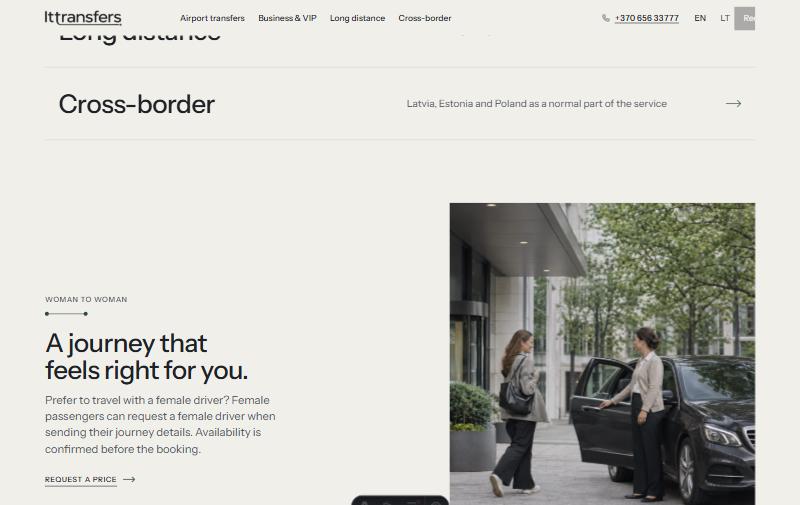 lttransfers
Airport transfers
Business & VIP
Long distance
Cross-border
+370 656 33777
EN
LT
Long distance
Cross-border
Latvia, Estonia and Poland as a normal part of the service
WOMAN TO WOMAN
A journey that
feels right for you.
Prefer to travel with a female driver? Female
passengers can request a female driver when
sending their journey details. Availability is
confirmed before the booking.
REQUEST A PRICE